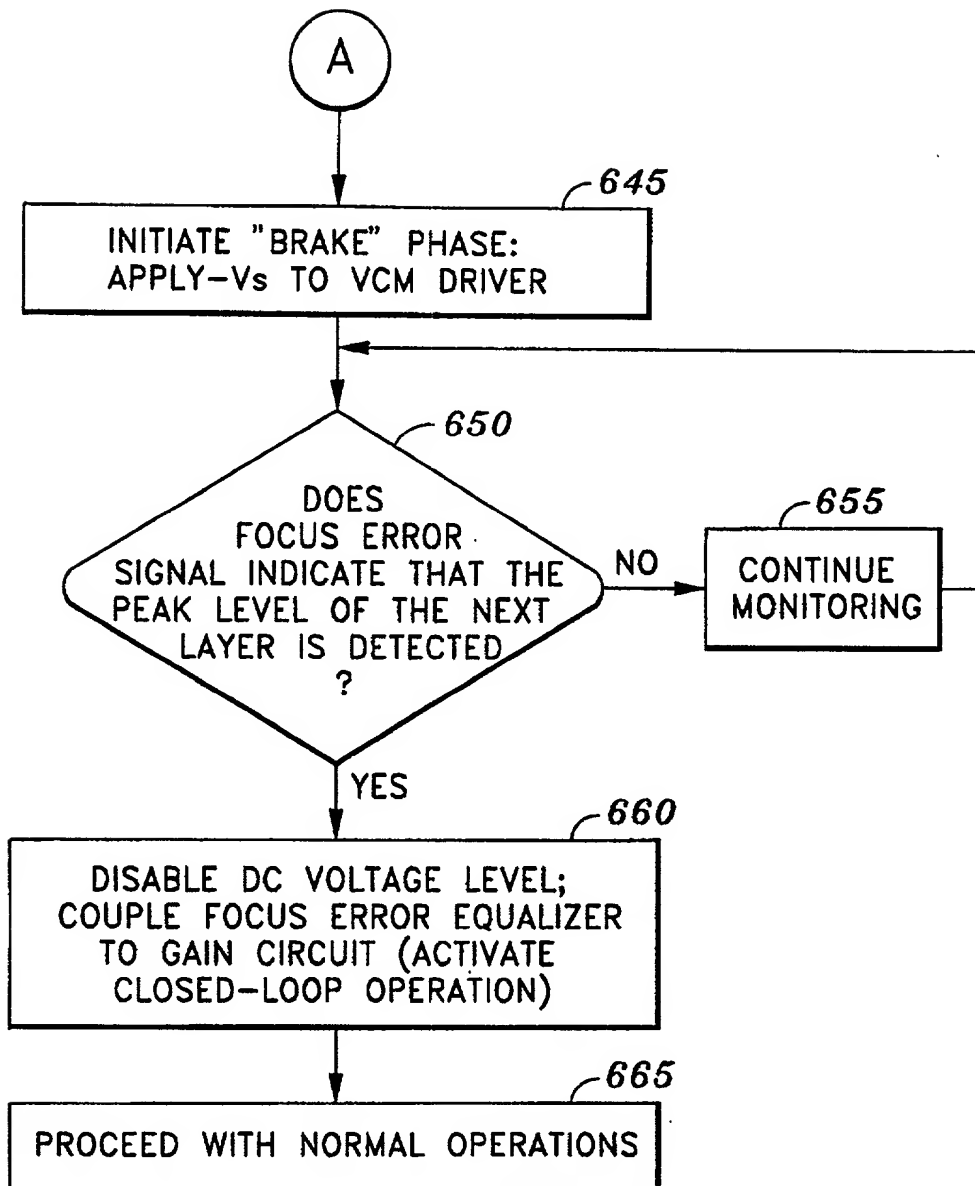 A
645
INITIATE "BRAKE" PHASE:
APPLY-Vs TO VCM DRIVER
650
DOES
FOCUS ERROR
SIGNAL INDICATE THAT THE
PEAK LEVEL OF THE NEXT
LAYER IS DETECTED
?
NO
655
CONTINUE
MONITORING
YES
660
DISABLE DC VOLTAGE LEVEL;
COUPLE FOCUS ERROR EQUALIZER
TO GAIN CIRCUIT (ACTIVATE
CLOSED-LOOP OPERATION)
665
PROCEED WITH NORMAL OPERATIONS